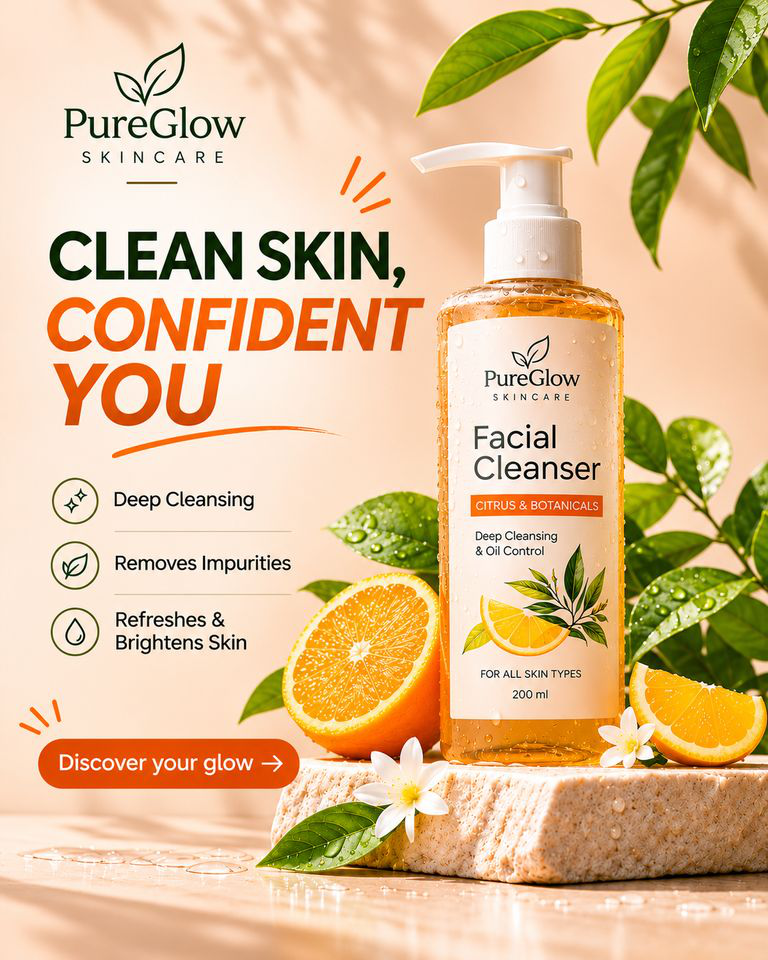 PureGlow
SKINCARE
CLEAN SKIN,
CONFIDENT
YOU
Deep Cleansing
Removes Impurities
Refreshes &
Brightens Skin
Discover your glow →
PureGlow
SKINCARE
Facial
Cleanser
CITRUS & BOTANICALS
Deep Cleansing
& Oil Control
FOR ALL SKIN TYPES
200 ml